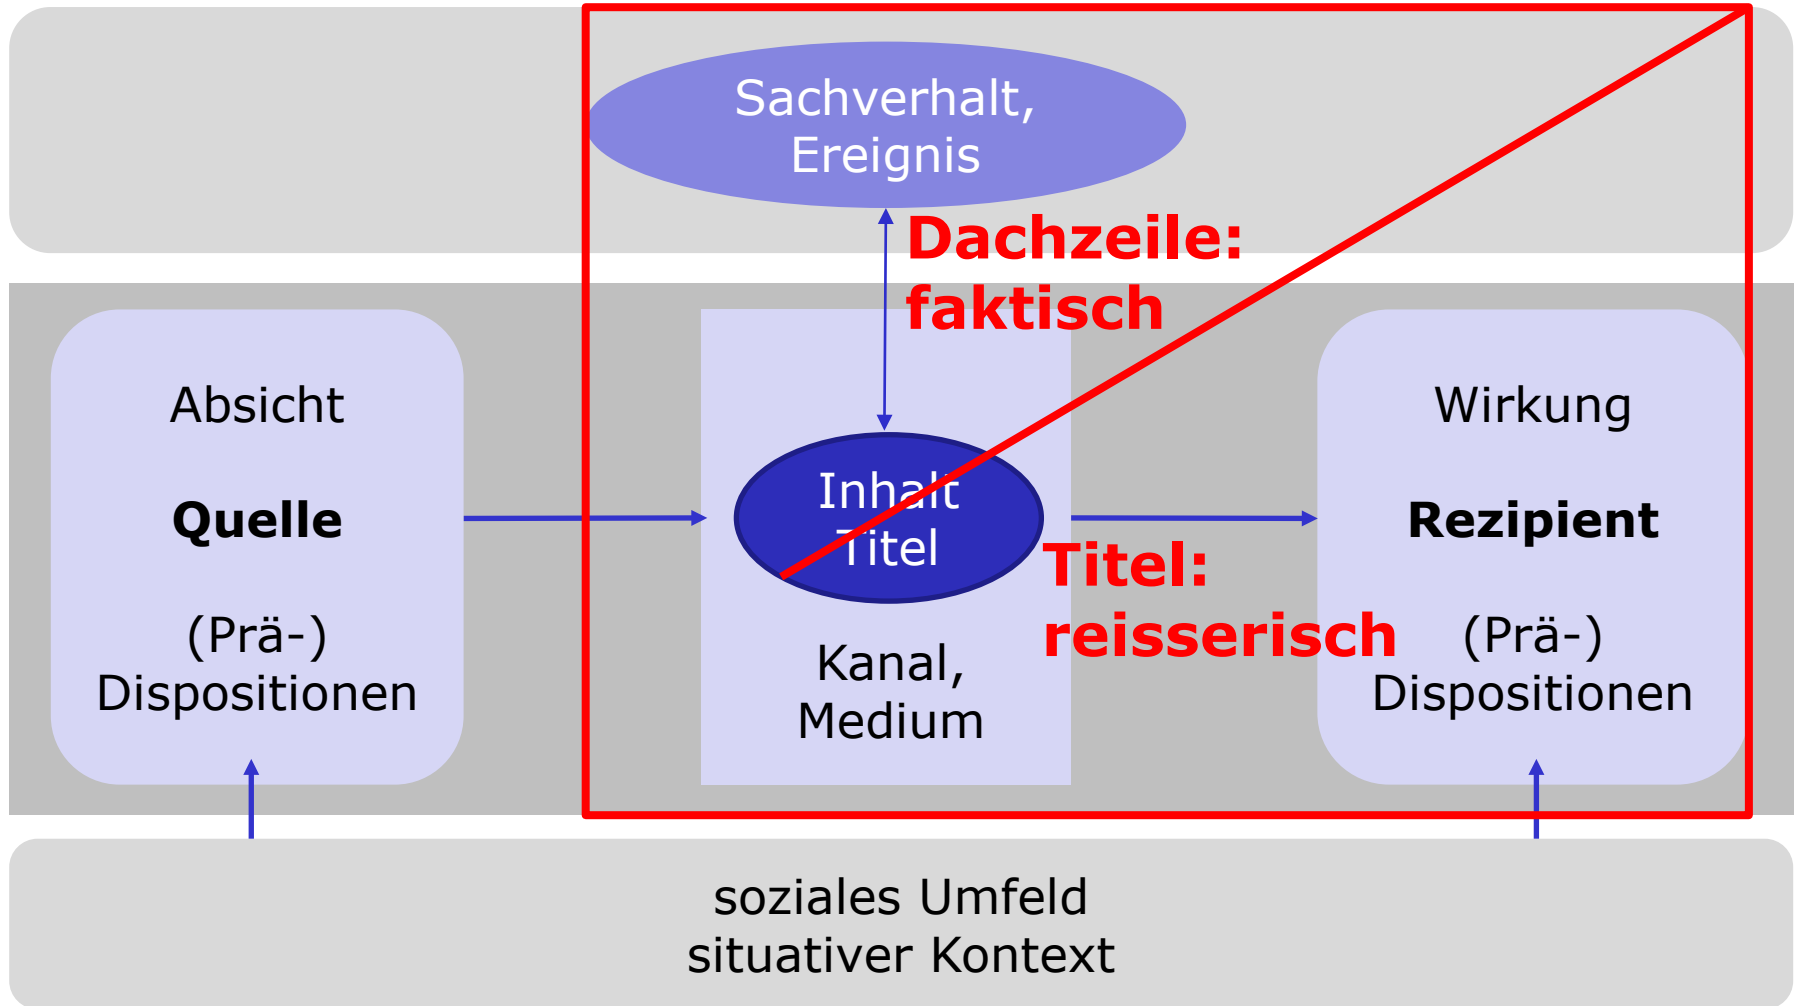 Sachverhalt,
Ereignis
Dachzeile:
faktisch
Absicht
Quelle
(Prä-)
Dispositionen
Inhalt
Titel
Kanal,
Medium
Titel:
reisserisch
Wirkung
Rezipient
(Prä-)
Dispositionen
soziales Umfeld
situativer Kontext